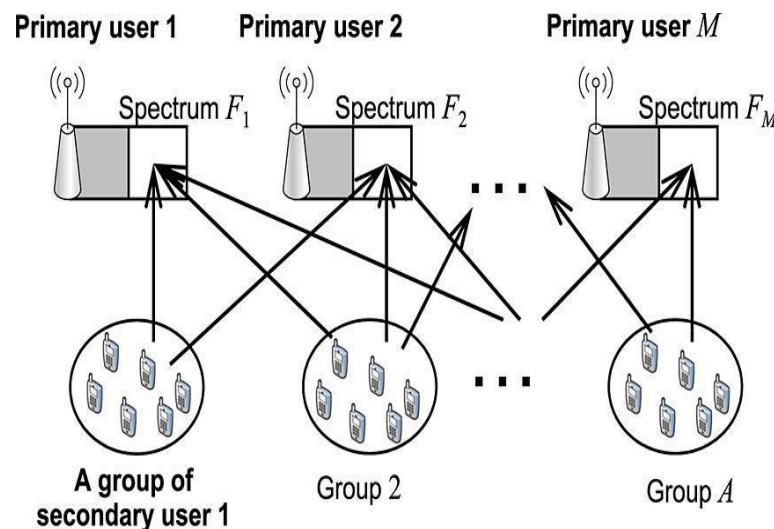 Primary user 1
Primary user 2
Primary user M
Spectrum F₁
Spectrum F₂
Spectrum F_M
...
...
A group of
secondary user 1
Group 2
Group A